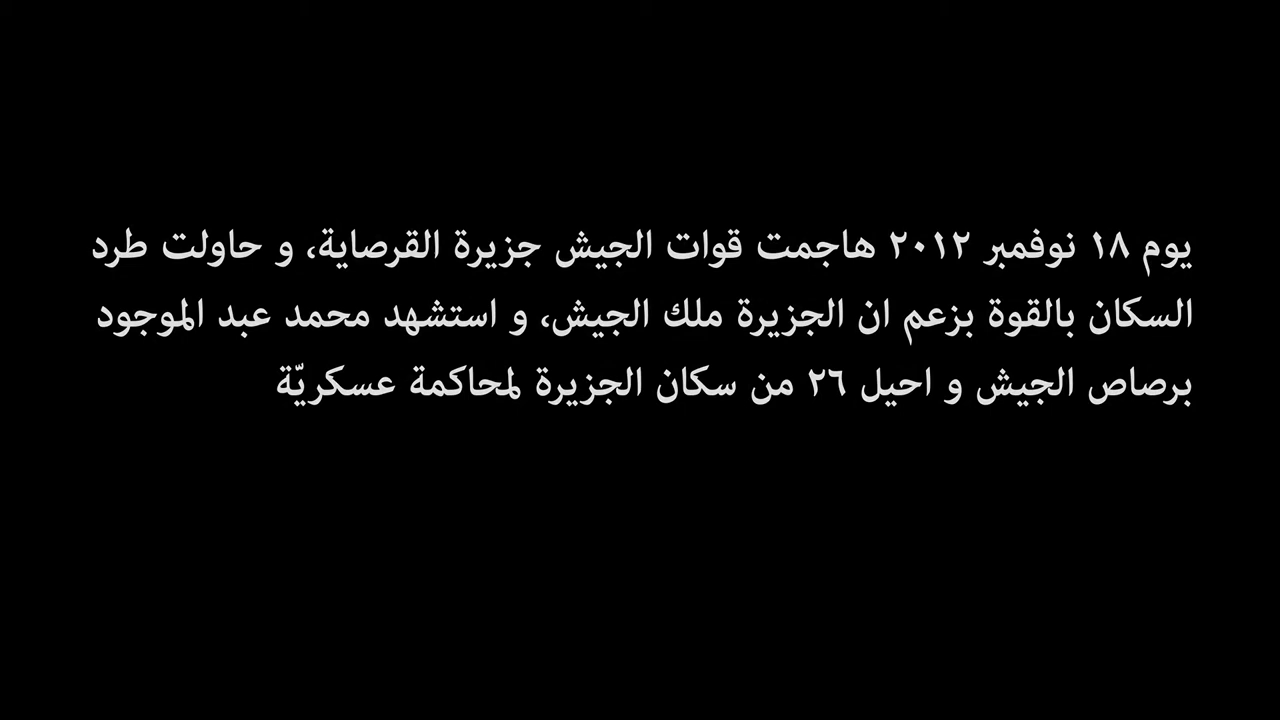 يوم ١٨ نوفمبر ٢٠١٢ هاجمت قوات الجيش جزيرة القرصاية، و حاولت طرد
السكان بالقوة بزعم ان الجزيرة ملك الجيش، و استشهد محمد عبد الموجود
برصاص الجيش و احيل ٢٦ من سكان الجزيرة لمحاكمة عسكريّة